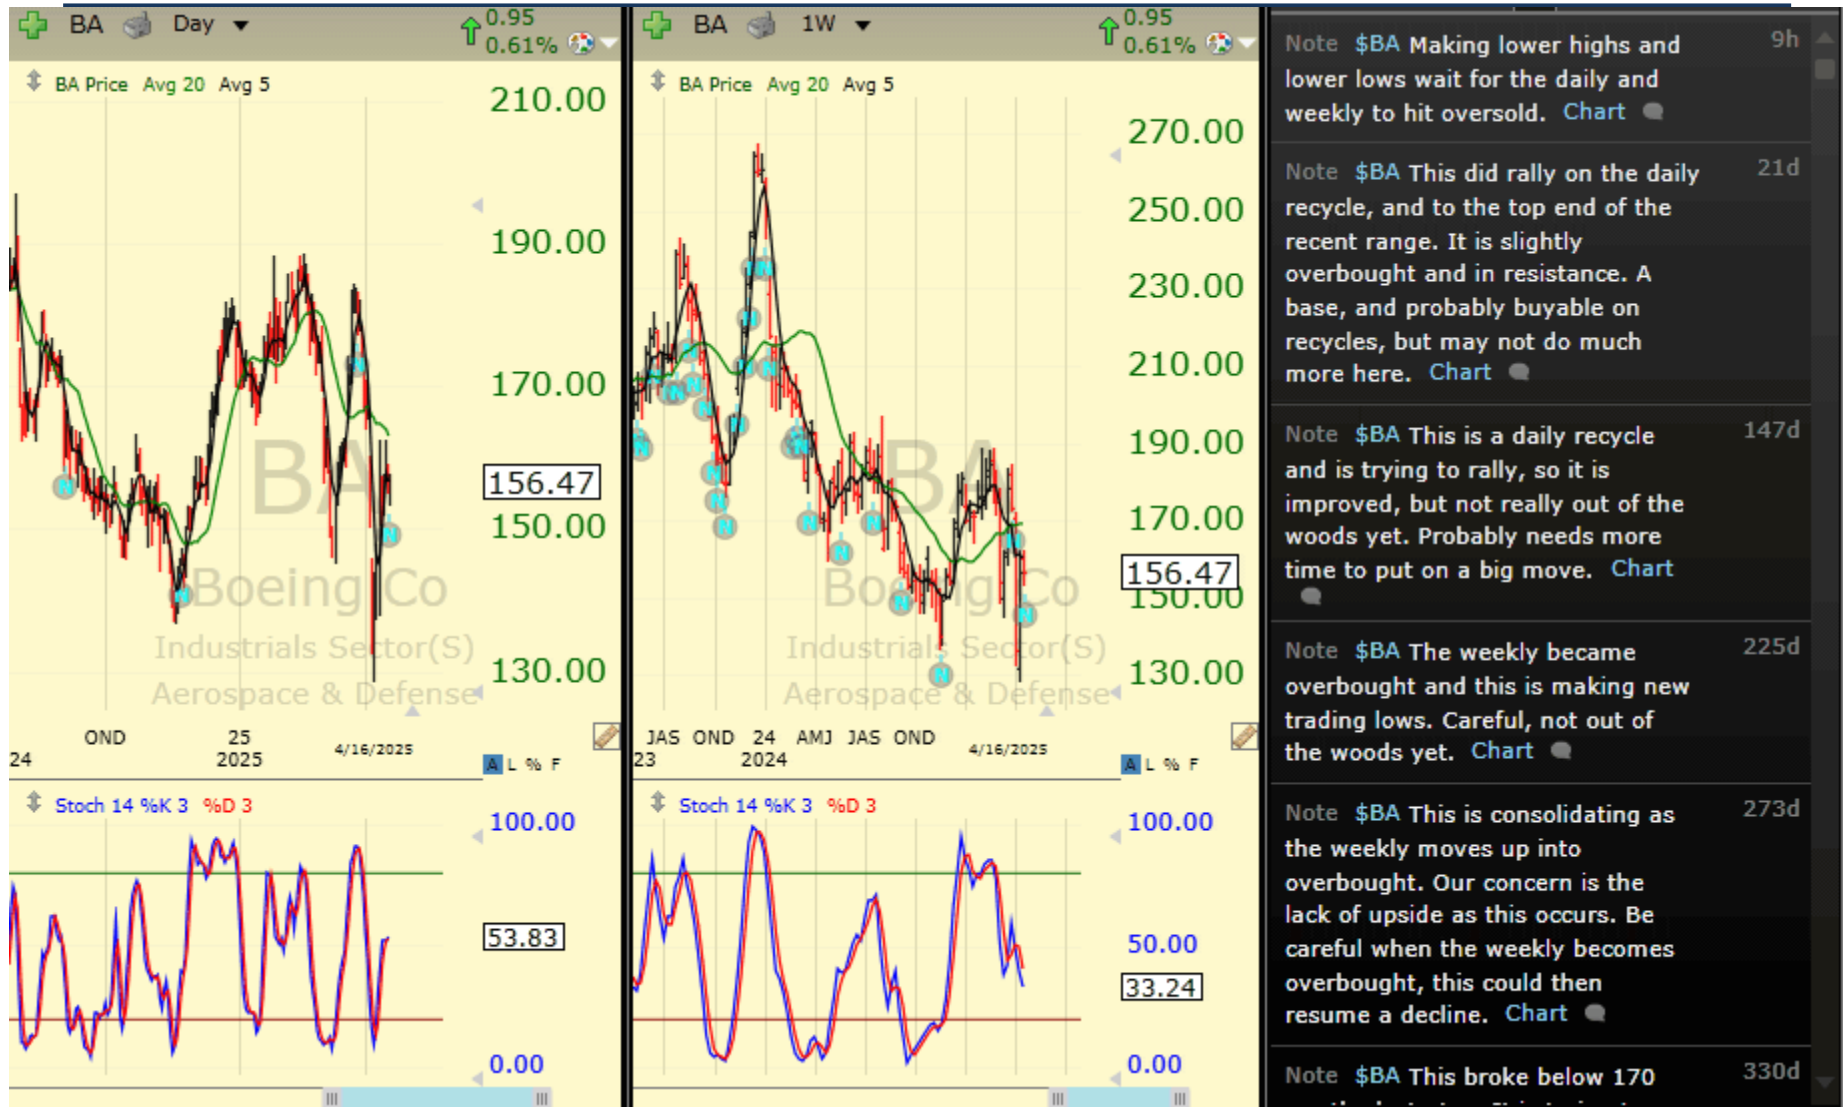 BA Day
0.95
0.61%
BA Price Avg 20 Avg 5
210.00
190.00
170.00
156.47
150.00
130.00
BA
Boeing Co
Industrials Sector(S)
Aerospace & Defense
OND 25
24 2025 4/16/2025
A L % F
Stoch 14 %K 3 %D 3
100.00
53.83
0.00
BA 1W
0.95
0.61%
BA Price Avg 20 Avg 5
270.00
250.00
230.00
210.00
190.00
170.00
156.47
150.00
130.00
BA
Boeing Co
Industrials Sector(S)
Aerospace & Defense
JAS OND 24 AMJ JAS OND
23 2024 4/16/2025
A L % F
Stoch 14 %K 3 %D 3
100.00
50.00
33.24
0.00
Note $BA Making lower highs and 9h
lower lows wait for the daily and
weekly to hit oversold. Chart
Note $BA This did rally on the daily 21d
recycle, and to the top end of the
recent range. It is slightly
overbought and in resistance. A
base, and probably buyable on
recycles, but may not do much
more here. Chart
Note $BA This is a daily recycle 147d
and is trying to rally, so it is
improved, but not really out of the
woods yet. Probably needs more
time to put on a big move. Chart
Note $BA The weekly became 225d
overbought and this is making new
trading lows. Careful, not out of
the woods yet. Chart
Note $BA This is consolidating as 273d
the weekly moves up into
overbought. Our concern is the
lack of upside as this occurs. Be
careful when the weekly becomes
overbought, this could then
resume a decline. Chart
Note $BA This broke below 170 330d